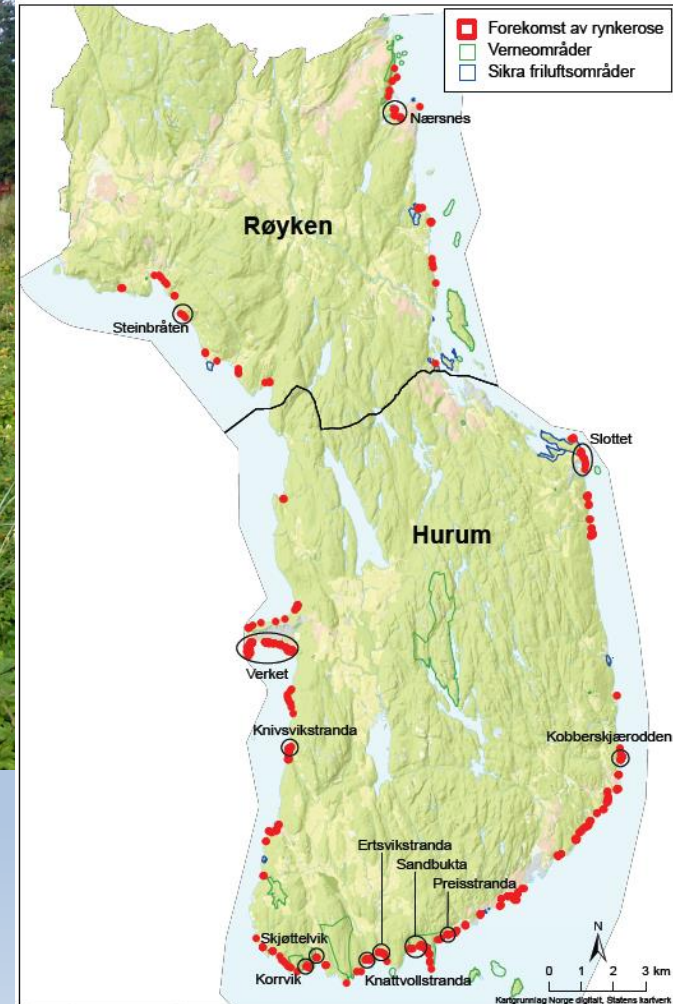 Forekomst av rynkerose
Verneområder
Sikra friluftsområder
Nærsnes
Røyken
Steinbråten
Slottet
Hurum
Verket
Knivsvikstranda
Kobberskjærodden
Ertsvikstranda
Sandbukta
Preisstranda
Skjøttelvik
Korrvik
Knattvollstranda
N
0 1 2 3 km
Kartgrunnlag Norge digitalt, Statens kartverk